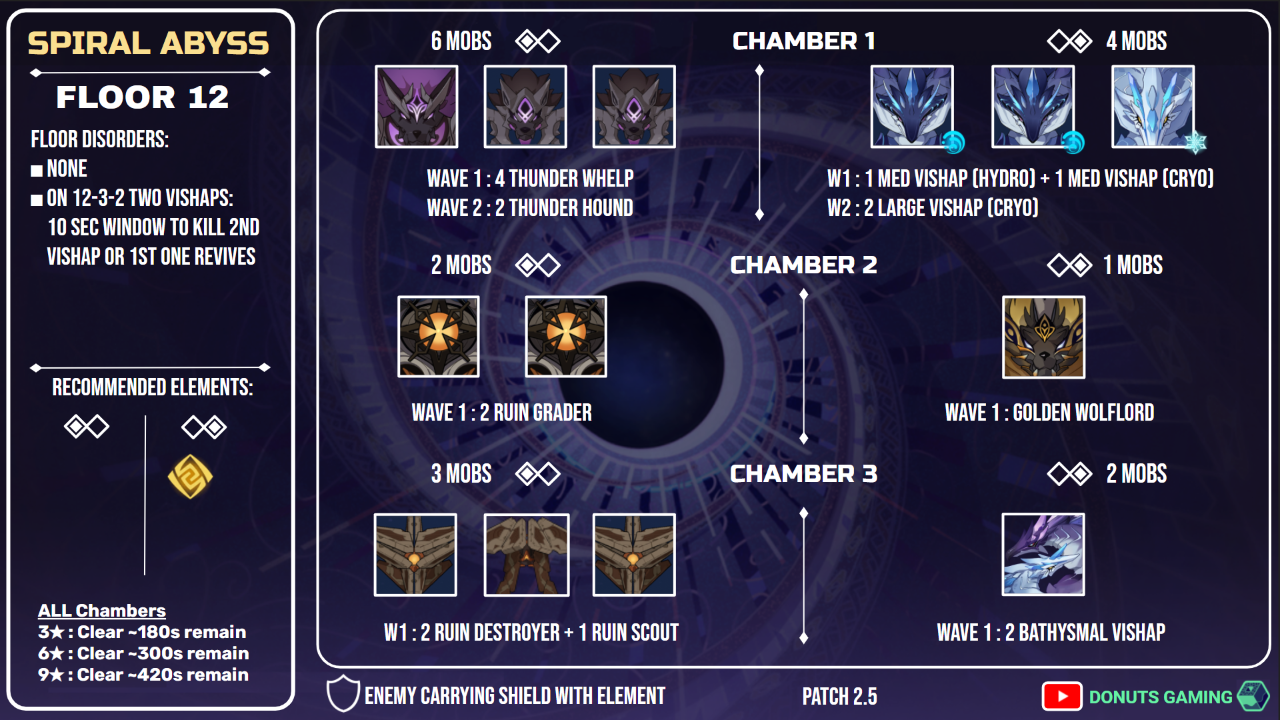 SPIRAL ABYSS
FLOOR 12
FLOOR DISORDERS:
NONE
ON 12-3-2 TWO VISHAPS:
10 SEC WINDOW TO KILL 2ND
VISHAP OR 1ST ONE REVIVES
RECOMMENDED ELEMENTS:
ALL Chambers
3★: Clear ~180s remain
6★: Clear ~300s remain
9★: Clear ~420s remain
6 MOBS
CHAMBER 1
4 MOBS
WAVE 1 : 4 THUNDER WHELP
WAVE 2 : 2 THUNDER HOUND
W1 : 1 MED VISHAP (HYDRO) + 1 MED VISHAP (CRYO)
W2 : 2 LARGE VISHAP (CRYO)
2 MOBS
CHAMBER 2
1 MOBS
WAVE 1 : 2 RUIN GRADER
WAVE 1 : GOLDEN WOLFLORD
3 MOBS
CHAMBER 3
2 MOBS
W1 : 2 RUIN DESTROYER + 1 RUIN SCOUT
WAVE 1 : 2 BATHYSMAL VISHAP
ENEMY CARRYING SHIELD WITH ELEMENT
PATCH 2.5
DONUTS GAMING